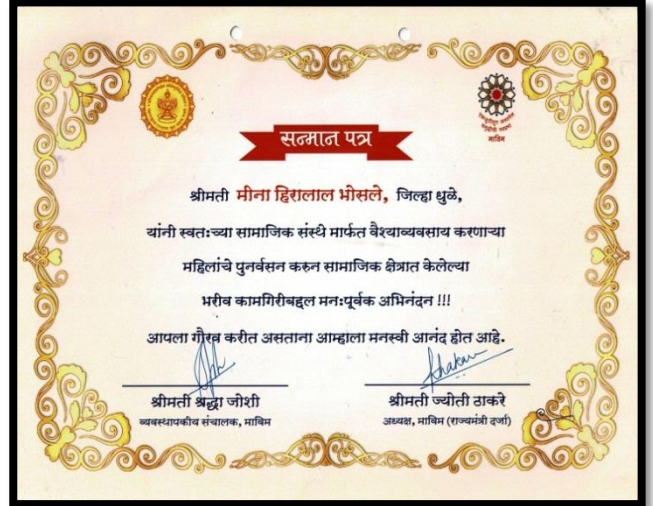 सन्मान पत्र
माविम
श्रीमती मीना हिरालाल भोसले, जिल्हा धुळे,
यांनी स्वतःच्या सामाजिक संस्थे मार्फत वैश्याव्यवसाय करणाऱ्या
महिलांचे पुनर्वसन करुन सामाजिक क्षेत्रात केलेल्या
भरीव कामगिरीबद्दल मनःपूर्वक अभिनंदन !!!
आपला गौरव करीत असताना आम्हाला मनस्वी आनंद होत आहे.
श्रीमती श्रद्धा जोशी
व्यवस्थापकीय संचालक, माविम
श्रीमती ज्योती ठाकरे
अध्यक्ष, माविम (राज्यमंत्री दर्जा)